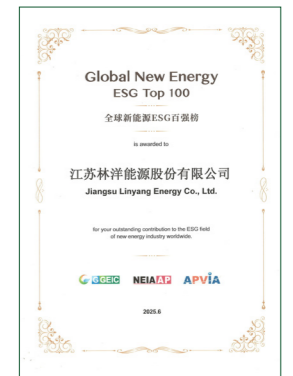 Global New Energy
ESG Top 100
全球新能源ESG百强榜
is awarded to
江苏林洋能源股份有限公司
Jiangsu Linyang Energy Co., Ltd.
for your outstanding contribution to the ESG field
of new energy industry worldwide.
GGEIC NEIAAP APVIA
2025.6